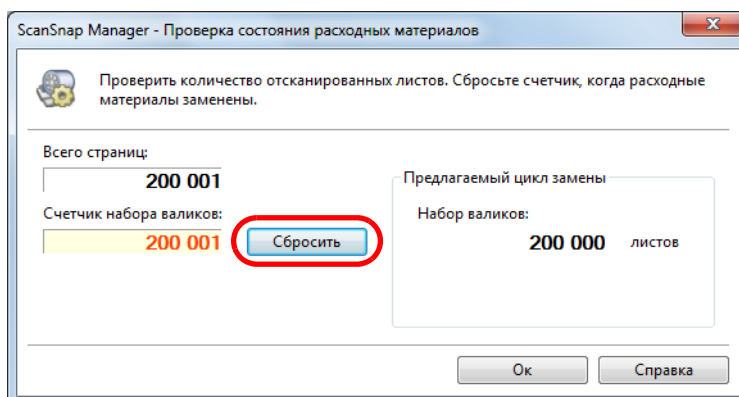 ScanSnap Manager - Проверка состояния расходных материалов
Проверить количество отсканированных листов. Сбросьте счетчик, когда расходные
материалы заменены.
Всего страниц:
200 001
Счетчик набора валиков:
200 001 Сбросить
Предлагаемый цикл замены
Набор валиков:
200 000 листов
Ок Справка